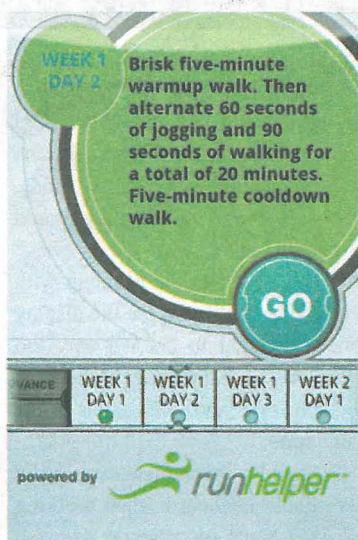 WEEK 1
DAY 2
Brisk five-minute
warmup walk. Then
alternate 60 seconds
of jogging and 90
seconds of walking for
a total of 20 minutes.
Five-minute cooldown
walk.
GO
VANCE
WEEK 1
DAY 1
WEEK 1
DAY 2
WEEK 1
DAY 3
WEEK 2
DAY 1
powered by
runhelper